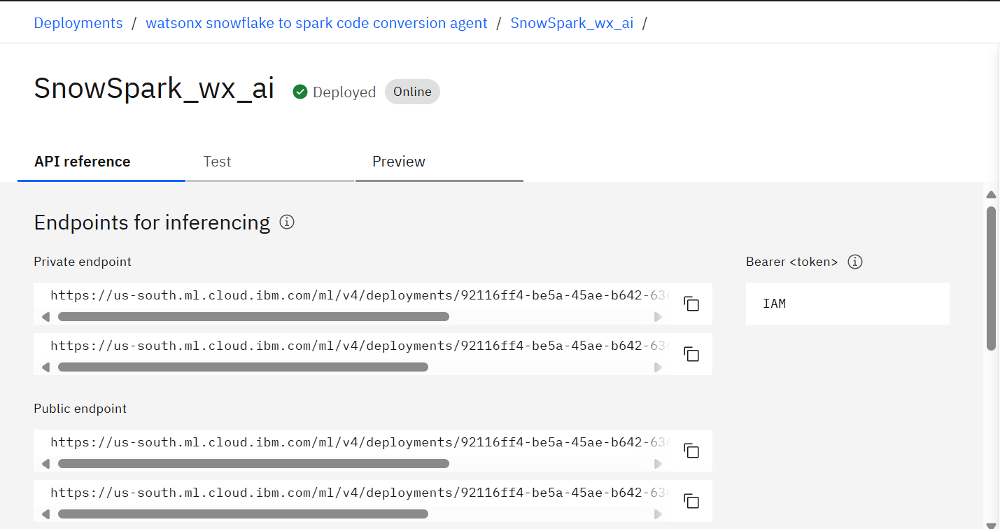 Deployments / watsonx snowflake to spark code conversion agent / SnowSpark_wx_ai /
SnowSpark_wx_ai Deployed Online
API reference Test Preview
Endpoints for inferencing
Private endpoint
Bearer <token>
https://us-south.ml.cloud.ibm.com/ml/v4/deployments/92116ff4-be5a-45ae-b642-63
IAM
https://us-south.ml.cloud.ibm.com/ml/v4/deployments/92116ff4-be5a-45ae-b642-63
Public endpoint
https://us-south.ml.cloud.ibm.com/ml/v4/deployments/92116ff4-be5a-45ae-b642-63
https://us-south.ml.cloud.ibm.com/ml/v4/deployments/92116ff4-be5a-45ae-b642-63